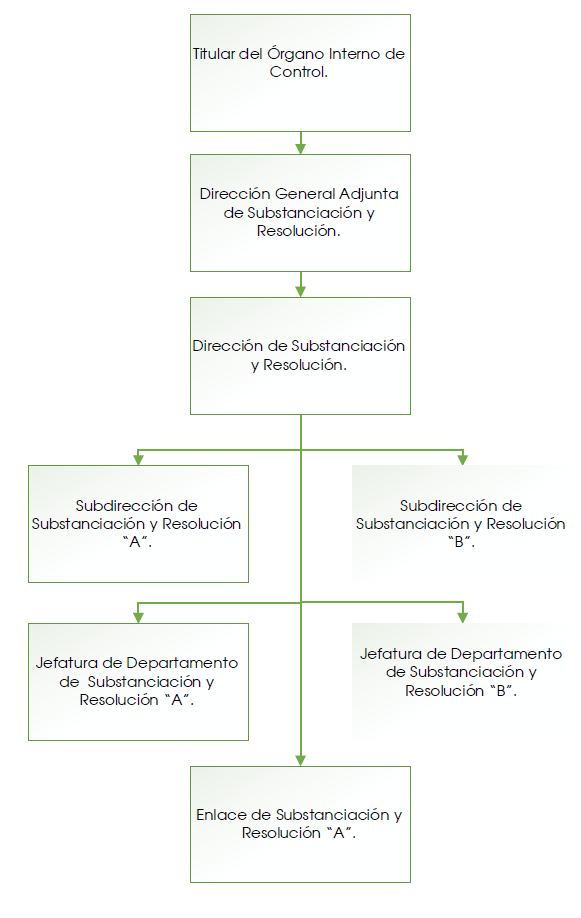 Titular del Órgano Interno de
Control.
Dirección General Adjunta
de Substanciación y
Resolución.
Dirección de Substanciación
y Resolución.
Subdirección de
Substanciación y Resolución
“A”.
Subdirección de
Substanciación y Resolución
“B”.
Jefatura de Departamento
de Substanciación y
Resolución “A”.
Jefatura de Departamento
de Substanciación y
Resolución “B”.
Enlace de Substanciación y
Resolución “A”.